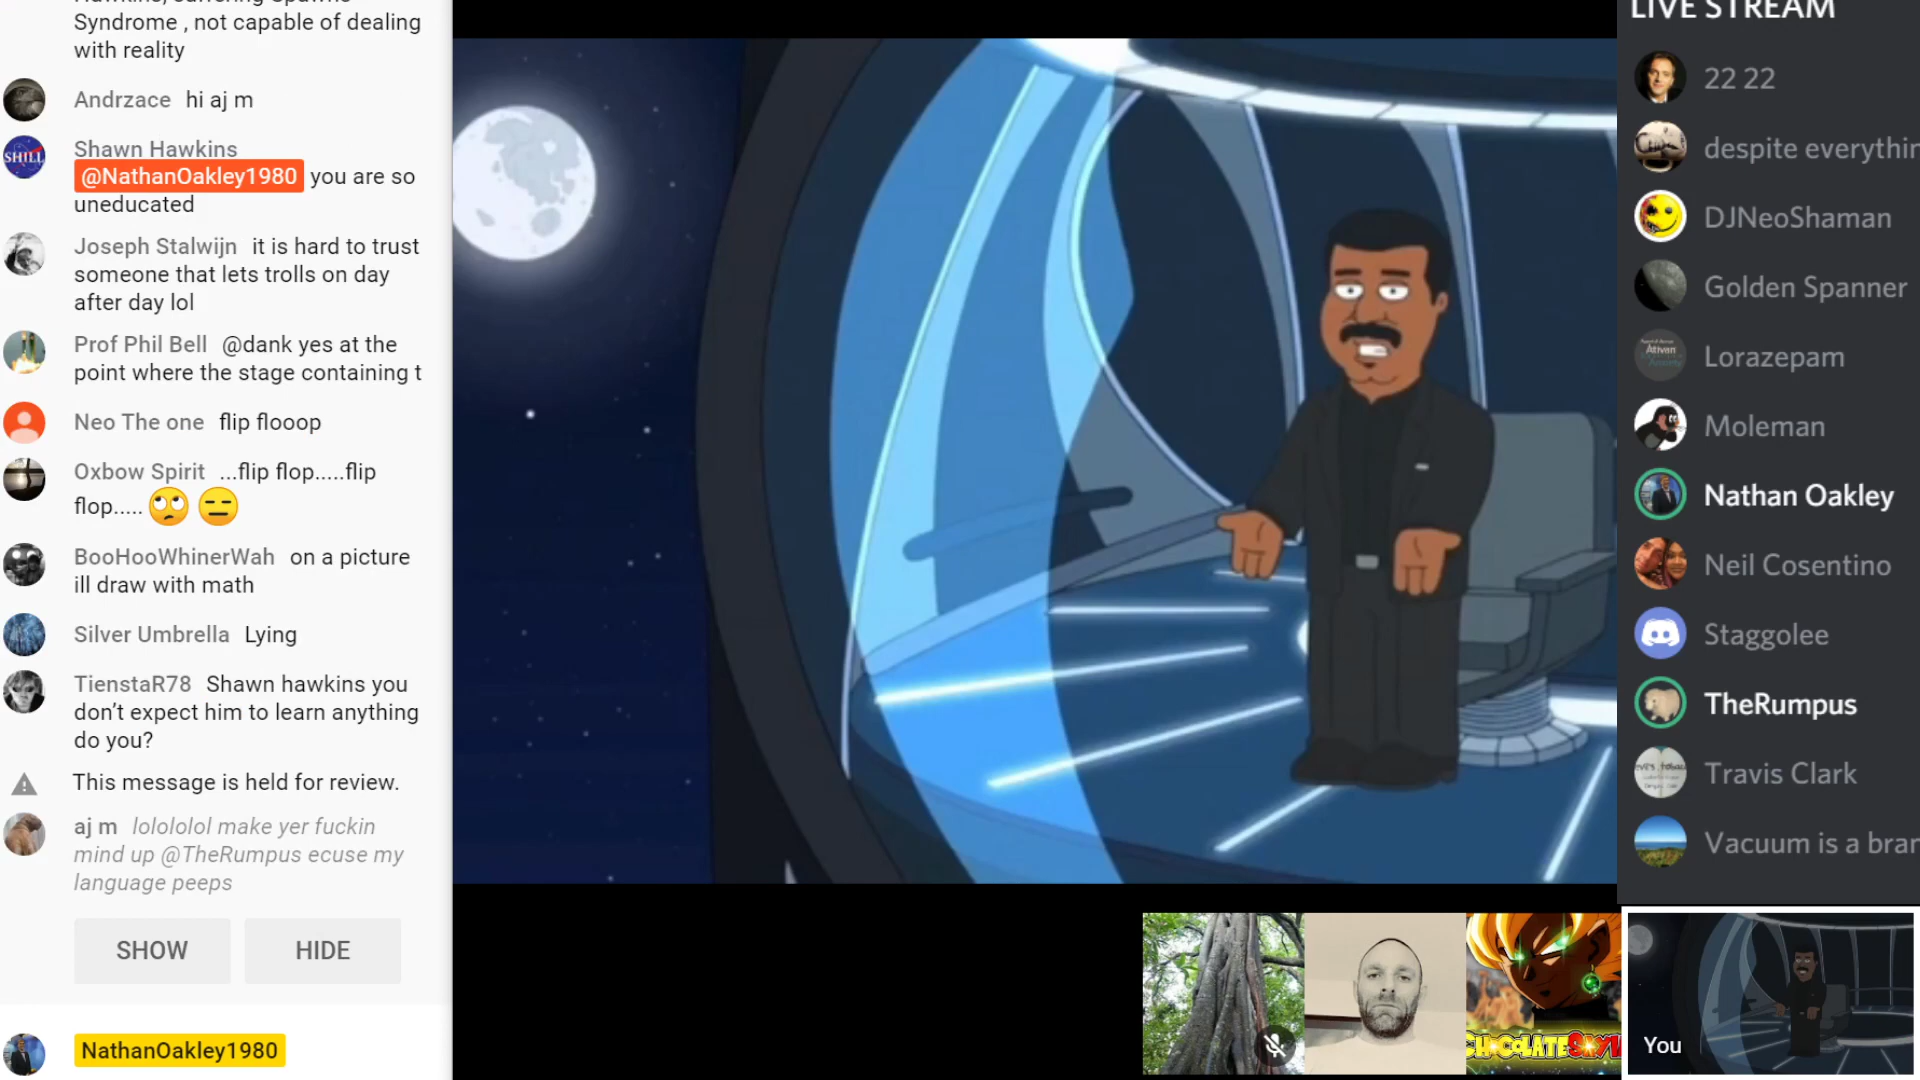 Syndrome , not capable of dealing
with reality
Andrzace hi aj m
SHILL
Shawn Hawkins
@NathanOakley1980 you are so
uneducated
Joseph Stalwijn it is hard to trust
someone that lets trolls on day
after day lol
Prof Phil Bell @dank yes at the
point where the stage containing t
Neo The one flip flooop
Oxbow Spirit ...flip flop.....flip
flop..... 🙄 😑
BooHooWhinerWah on a picture
ill draw with math
Silver Umbrella Lying
TienstaR78 Shawn hawkins you
don’t expect him to learn anything
do you?
This message is held for review.
aj m lolololol make yer fuckin
mind up @TheRumpus ecuse my
language peeps
SHOW HIDE
NathanOakley1980
LIVE STREAM
22 22
despite everythin
DJNeoShaman
Golden Spanner
Ativan
Lorazepam
Moleman
Nathan Oakley
Neil Cosentino
Staggolee
TheRumpus
Travis Clark
Vacuum is a bra
You